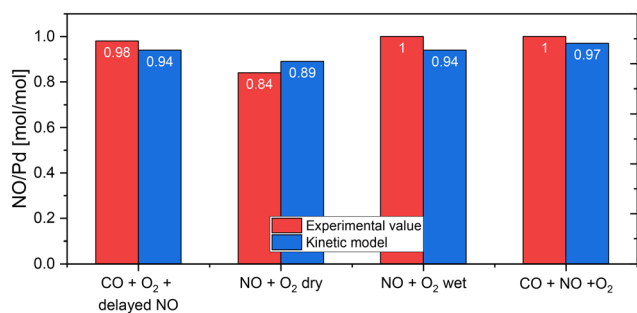 NO/Pd [mol/mol]
1.0
0.8
0.6
0.4
0.2
0.0
0.98
0.94
0.84
0.89
1
0.94
1
0.97
Experimental value
Kinetic model
CO + O₂ +
delayed NO
NO + O₂ dry
NO + O₂ wet
CO + NO +O₂